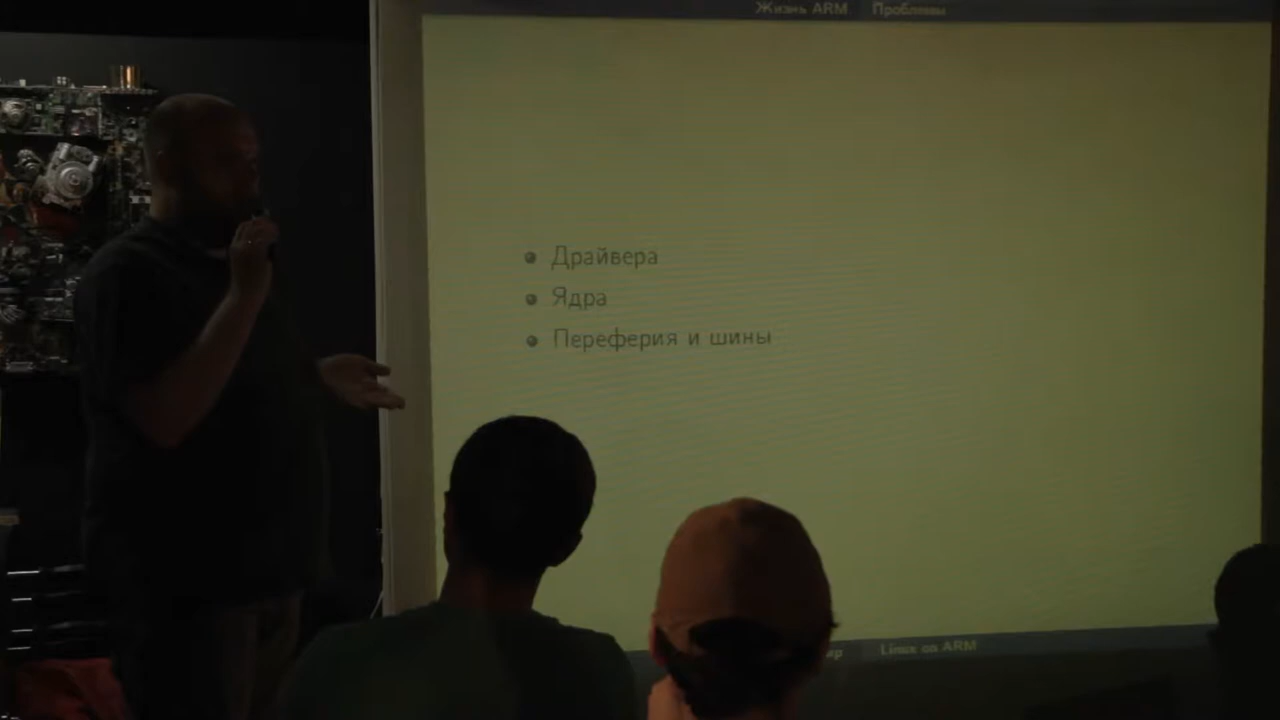 Жизнь ARM Проблемы
Драйвера
Ядра
Переферия и шины
Linux on ARM